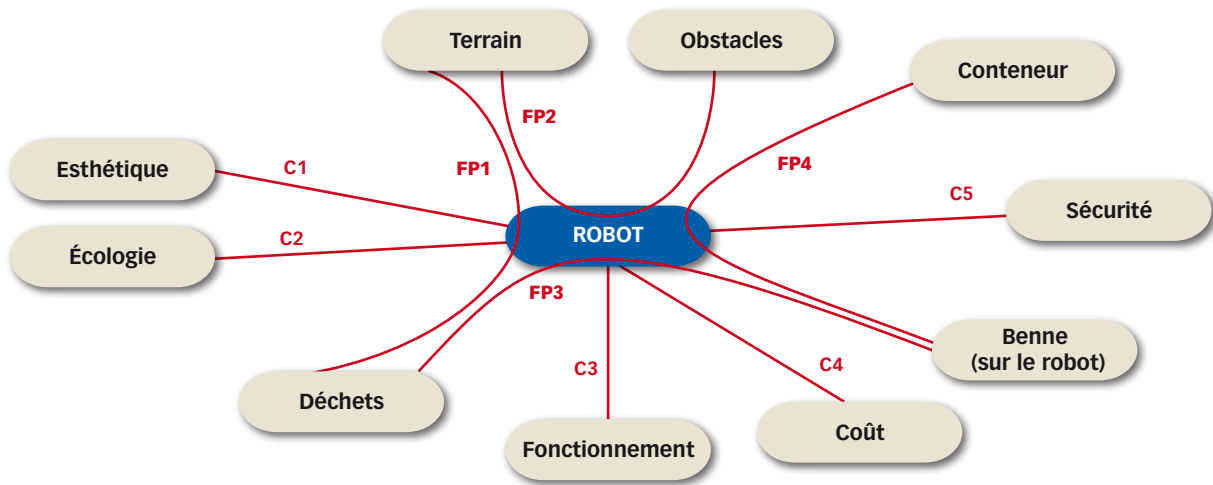 Terrain
Obstacles
Conteneur
FP2
FP1
FP4
Esthétique
C1
C5
Sécurité
ROBOT
Écologie
C2
FP3
Benne
(sur le robot)
C3
C4
Déchets
Coût
Fonctionnement